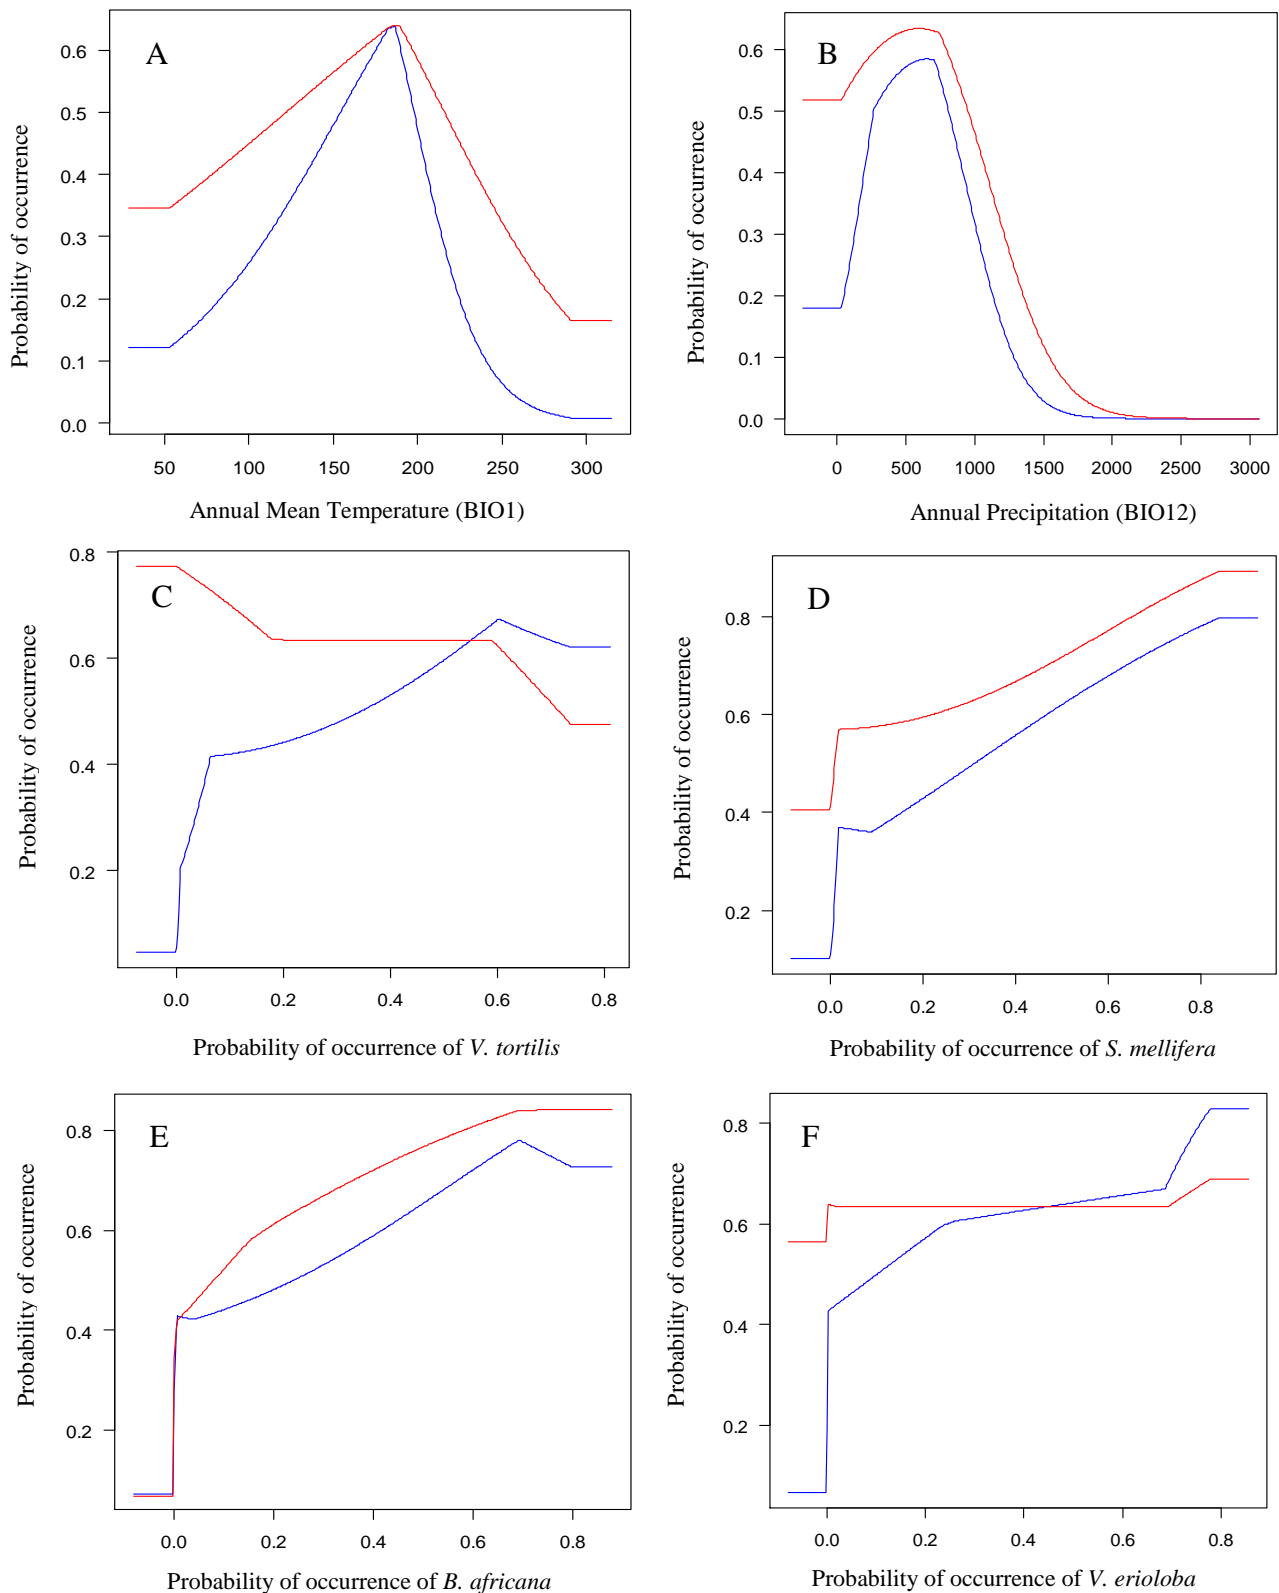 A
Probability of occurrence
0.6
0.5
0.4
0.3
0.2
0.1
0.0
50 100 150 200 250 300
Annual Mean Temperature (BIO1)
B
Probability of occurrence
0.6
0.5
0.4
0.3
0.2
0.1
0.0
0 500 1000 1500 2000 2500 3000
Annual Precipitation (BIO12)
C
Probability of occurrence
0.8
0.6
0.4
0.2
0.0 0.2 0.4 0.6 0.8
Probability of occurrence of V. tortilis
D
Probability of occurrence
0.8
0.6
0.4
0.2
0.0 0.2 0.4 0.6 0.8
Probability of occurrence of S. mellifera
E
Probability of occurrence
0.8
0.6
0.4
0.2
0.0 0.2 0.4 0.6 0.8
Probability of occurrence of B. africana
F
Probability of occurrence
0.8
0.6
0.4
0.2
0.0 0.2 0.4 0.6 0.8
Probability of occurrence of V. erioloba